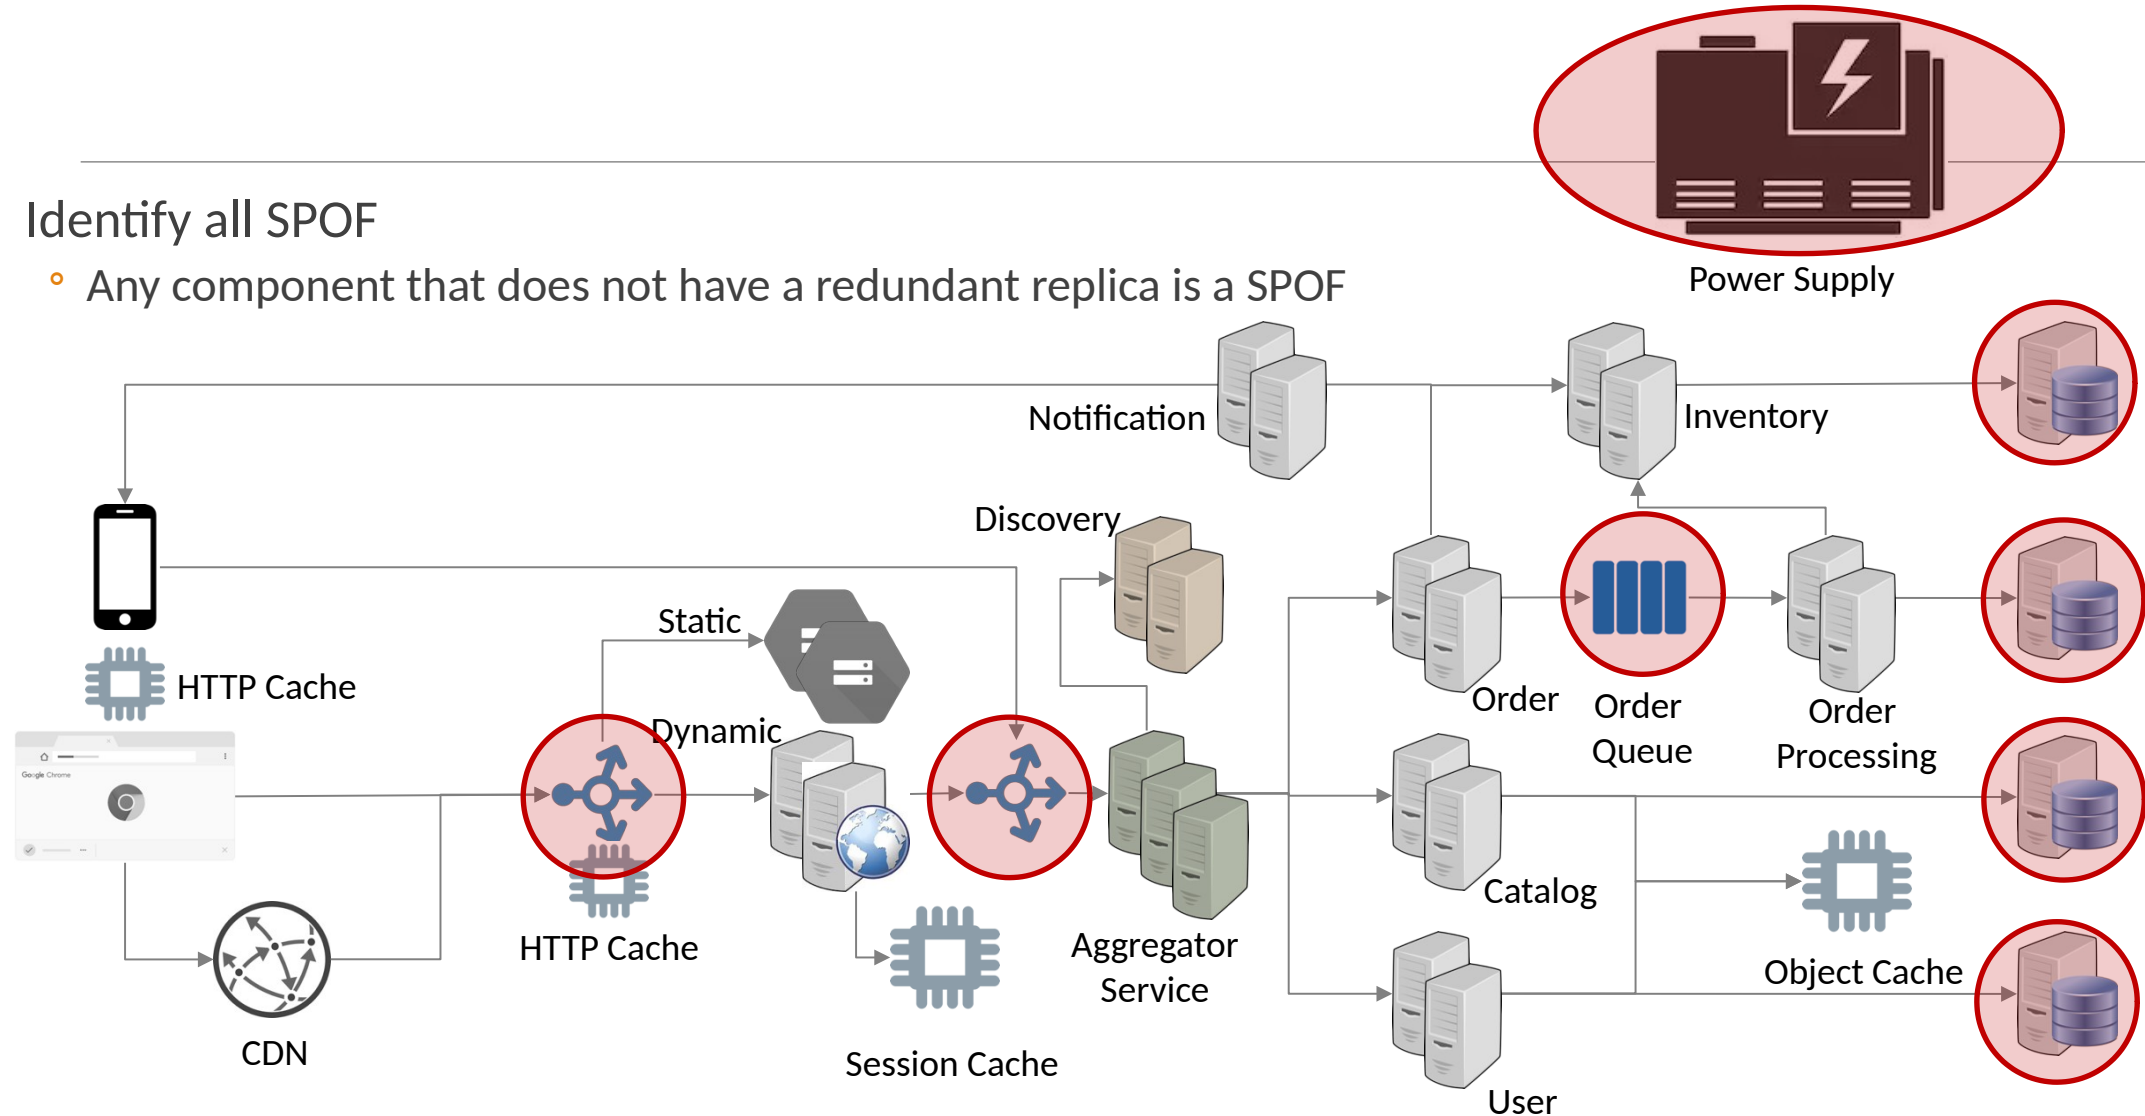 Identify all SPOF
Any component that does not have a redundant replica is a SPOF
Power Supply
Notification
Inventory
Discovery
Static
HTTP Cache
Order
Order
Queue
Order
Processing
Dynamic
Google Chrome
Catalog
HTTP Cache
Aggregator
Service
Object Cache
CDN
Session Cache
User